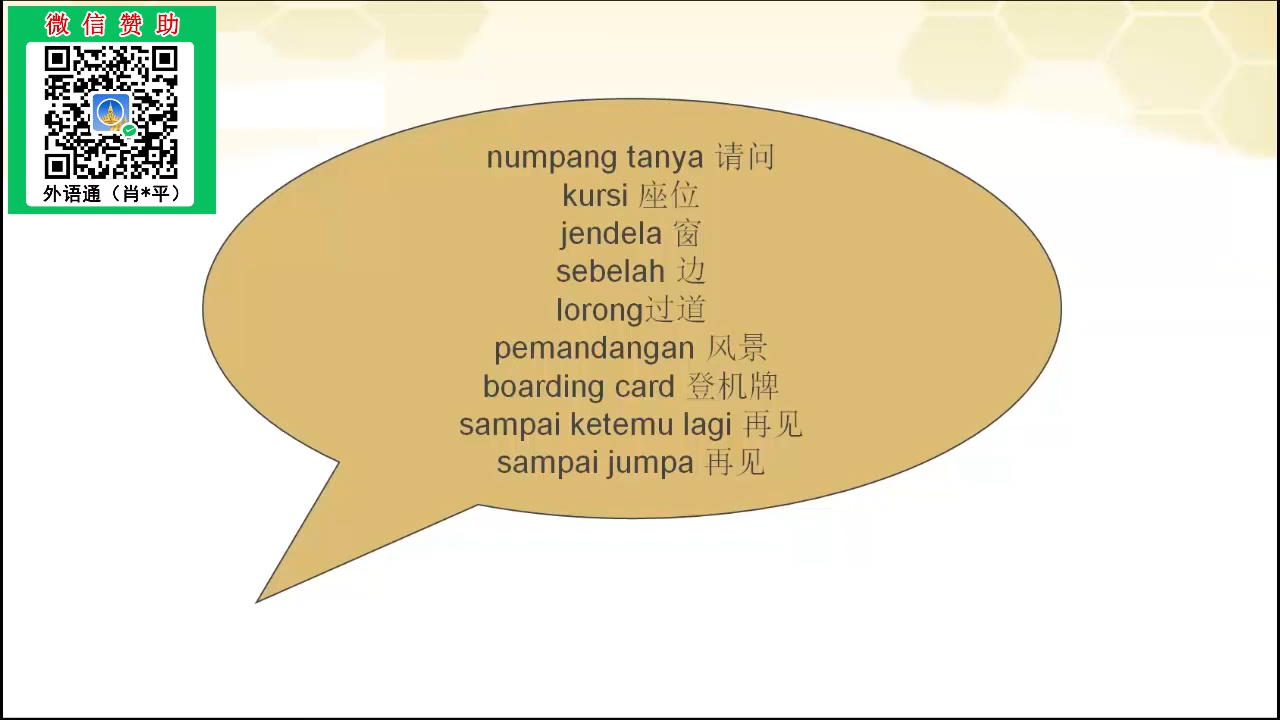 微信赞助
外语通（肖*平）
numpang tanya 请问
kursi 座位
jendela 窗
sebelah 边
lorong过道
pemandangan 风景
boarding card 登机牌
sampai ketemu lagi 再见
sampai jumpa 再见